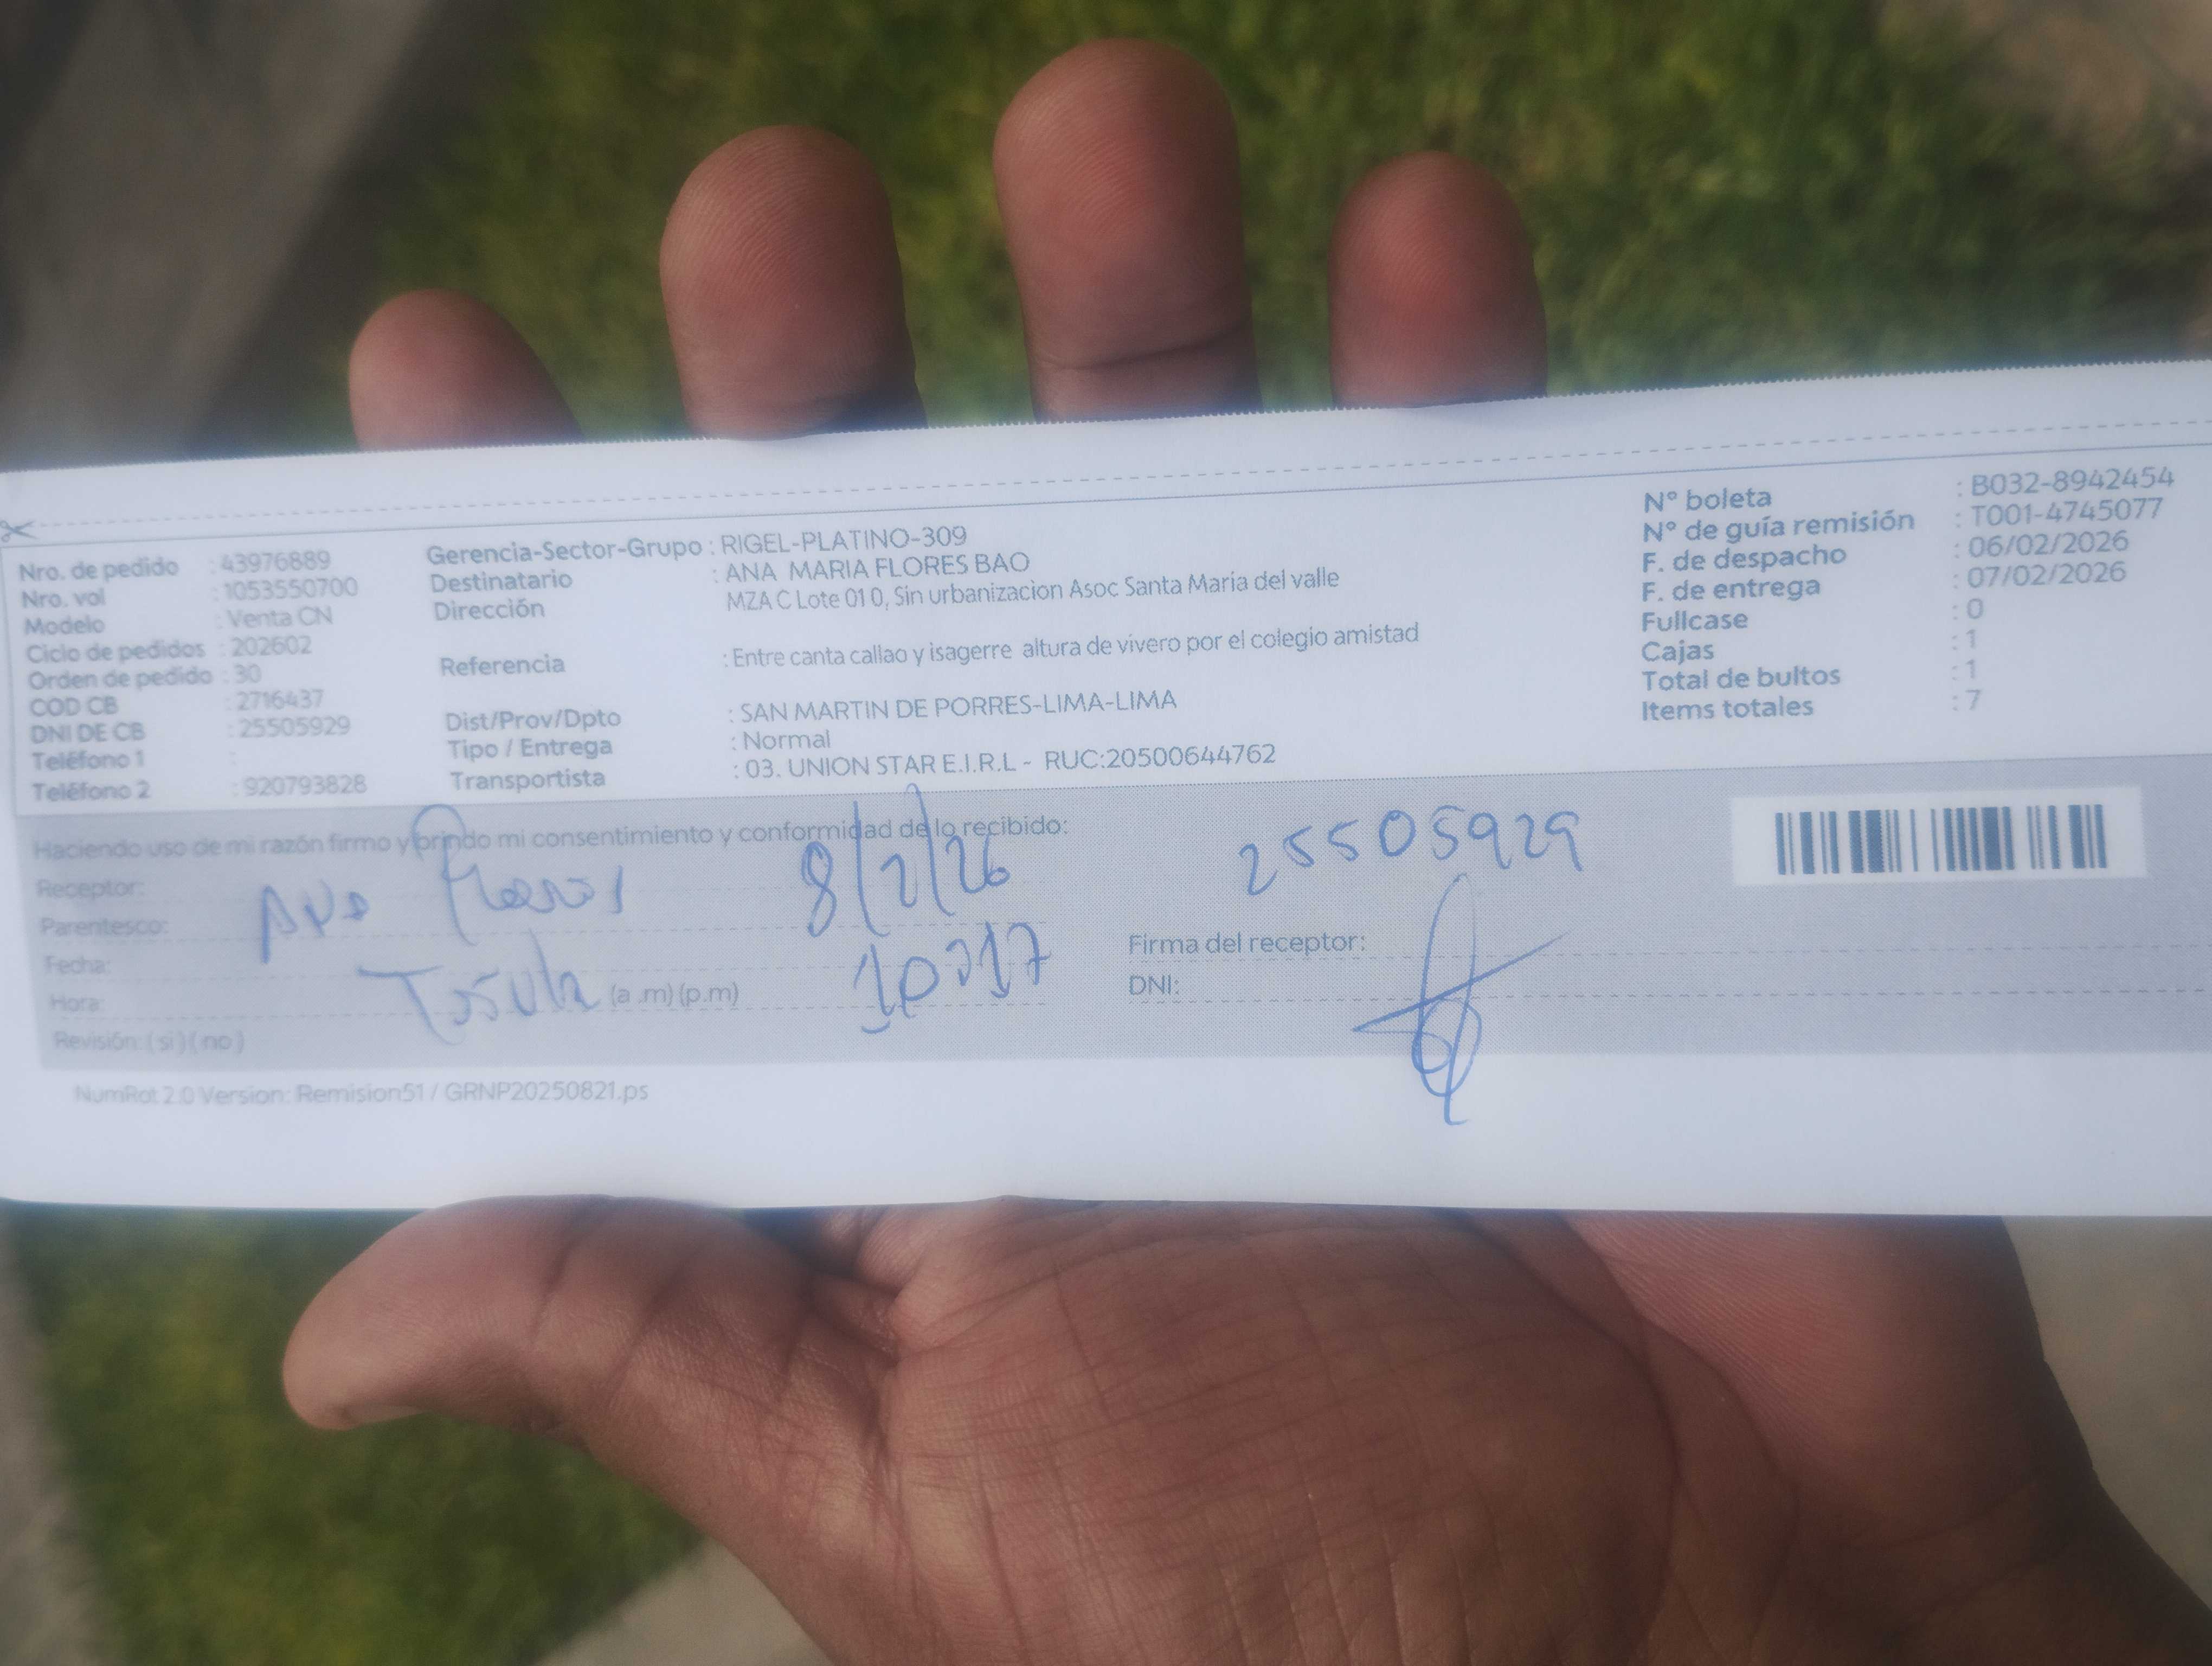 Nro. de pedido : 43976889
Nro. vol : 1053550700
Modelo : Venta CN
Ciclo de pedidos : 202602
Orden de pedido : 30
COD CB : 2716437
DNI DE CB : 25505929
Teléfono 1 :
Teléfono 2 : 920793828
Gerencia-Sector-Grupo : RIGEL-PLATINO-309
Destinatario : ANA MARIA FLORES BAO
Dirección MZA C Lote 01 0, Sin urbanizacion Asoc Santa Maria del valle
Referencia : Entre canta callao y isagerre altura de vivero por el colegio amistad
Dist/Prov/Dpto : SAN MARTIN DE PORRES-LIMA-LIMA
Tipo / Entrega : Normal
Transportista : 03. UNION STAR E.I.R.L - RUC:20500644762
N° boleta : B032-8942454
N° de guía remisión : T001-4745077
F. de despacho : 06/02/2026
F. de entrega : 07/02/2026
Fullcase : 0
Cajas : 1
Total de bultos : 1
Items totales : 7
Haciendo uso de mi razón firmo y brindo mi consentimiento y conformidad de lo recibido:
Receptor: Ana Flores 8/2/26 25505929
Parentesco:
Fecha:
Hora: (a .m) (p.m)
Revisión: ( si ) ( no )
Firma del receptor:
DNI:
NumRot 2.0 Version: Remision51 / GRNP20250821.ps